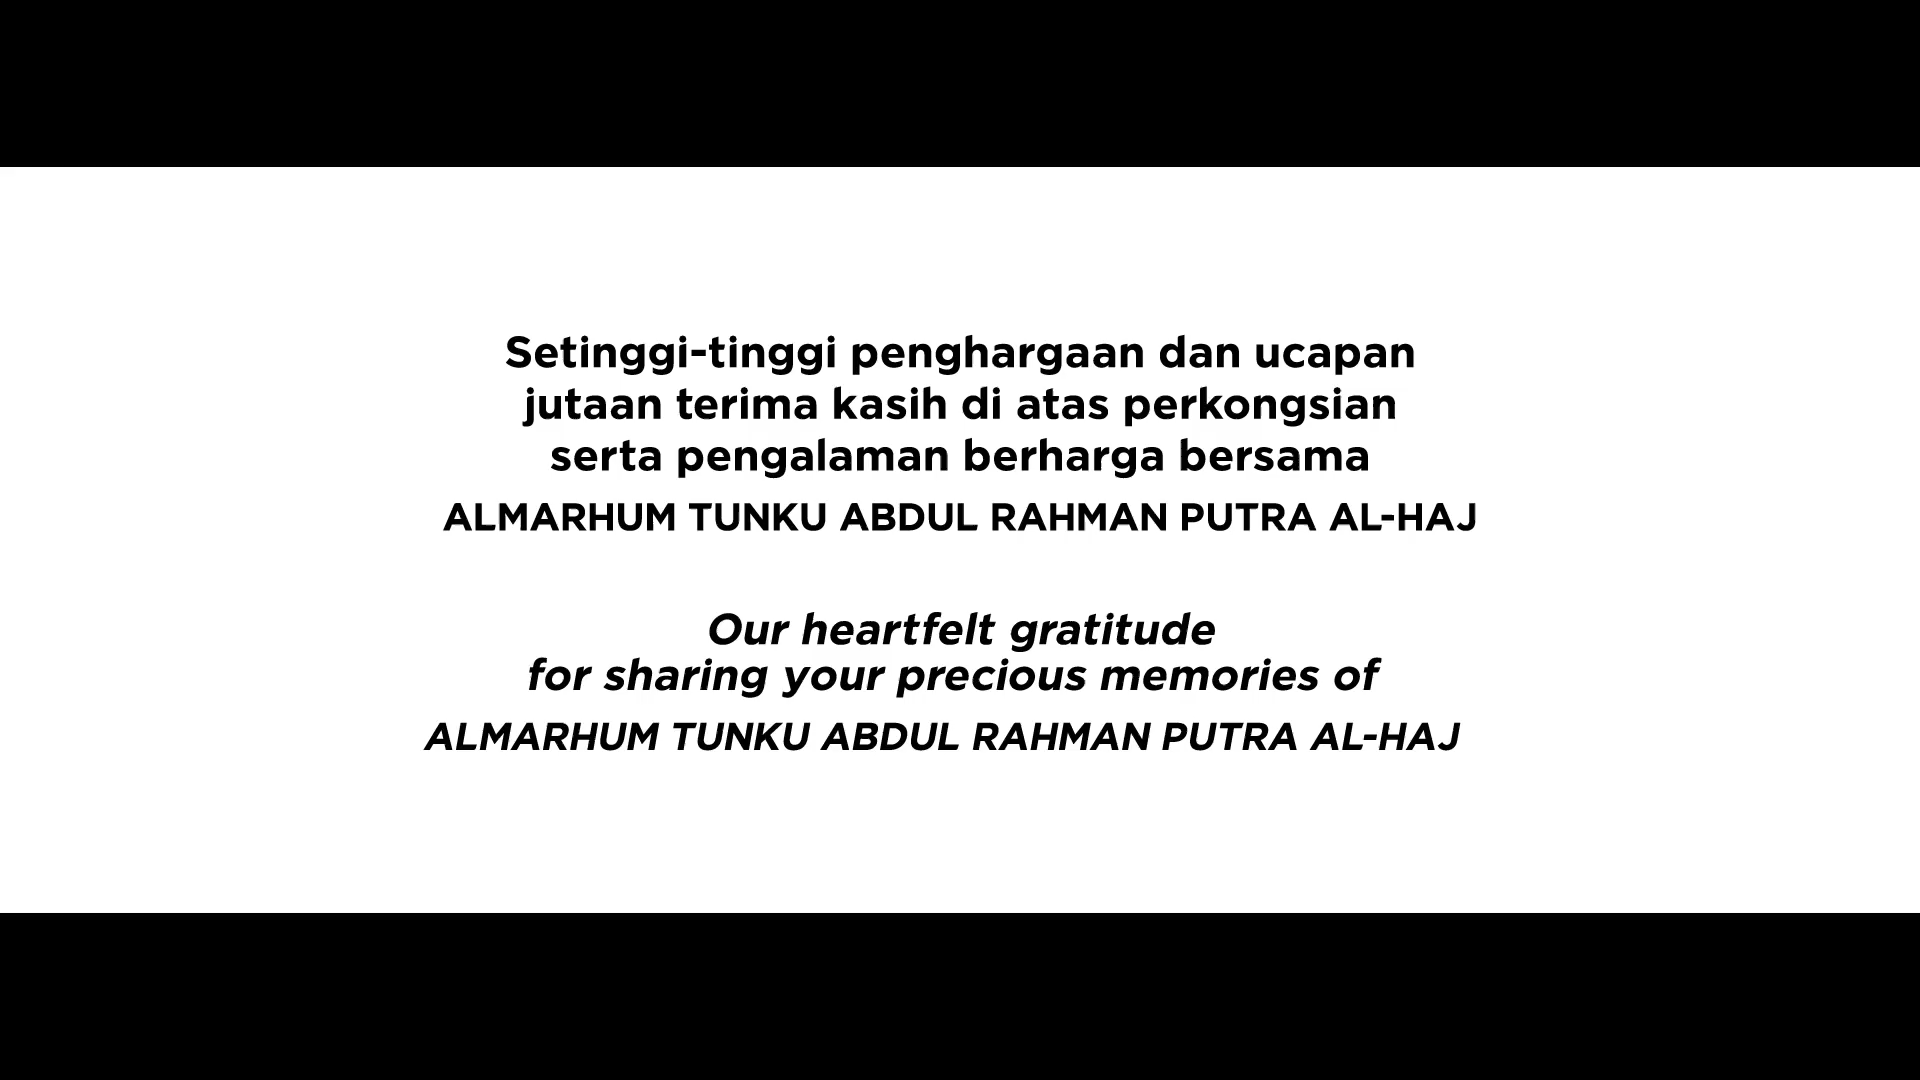 Setinggi-tinggi penghargaan dan ucapan
jutaan terima kasih di atas perkongsian
serta pengalaman berharga bersama
ALMARHUM TUNKU ABDUL RAHMAN PUTRA AL-HAJ
Our heartfelt gratitude
for sharing your precious memories of
ALMARHUM TUNKU ABDUL RAHMAN PUTRA AL-HAJ